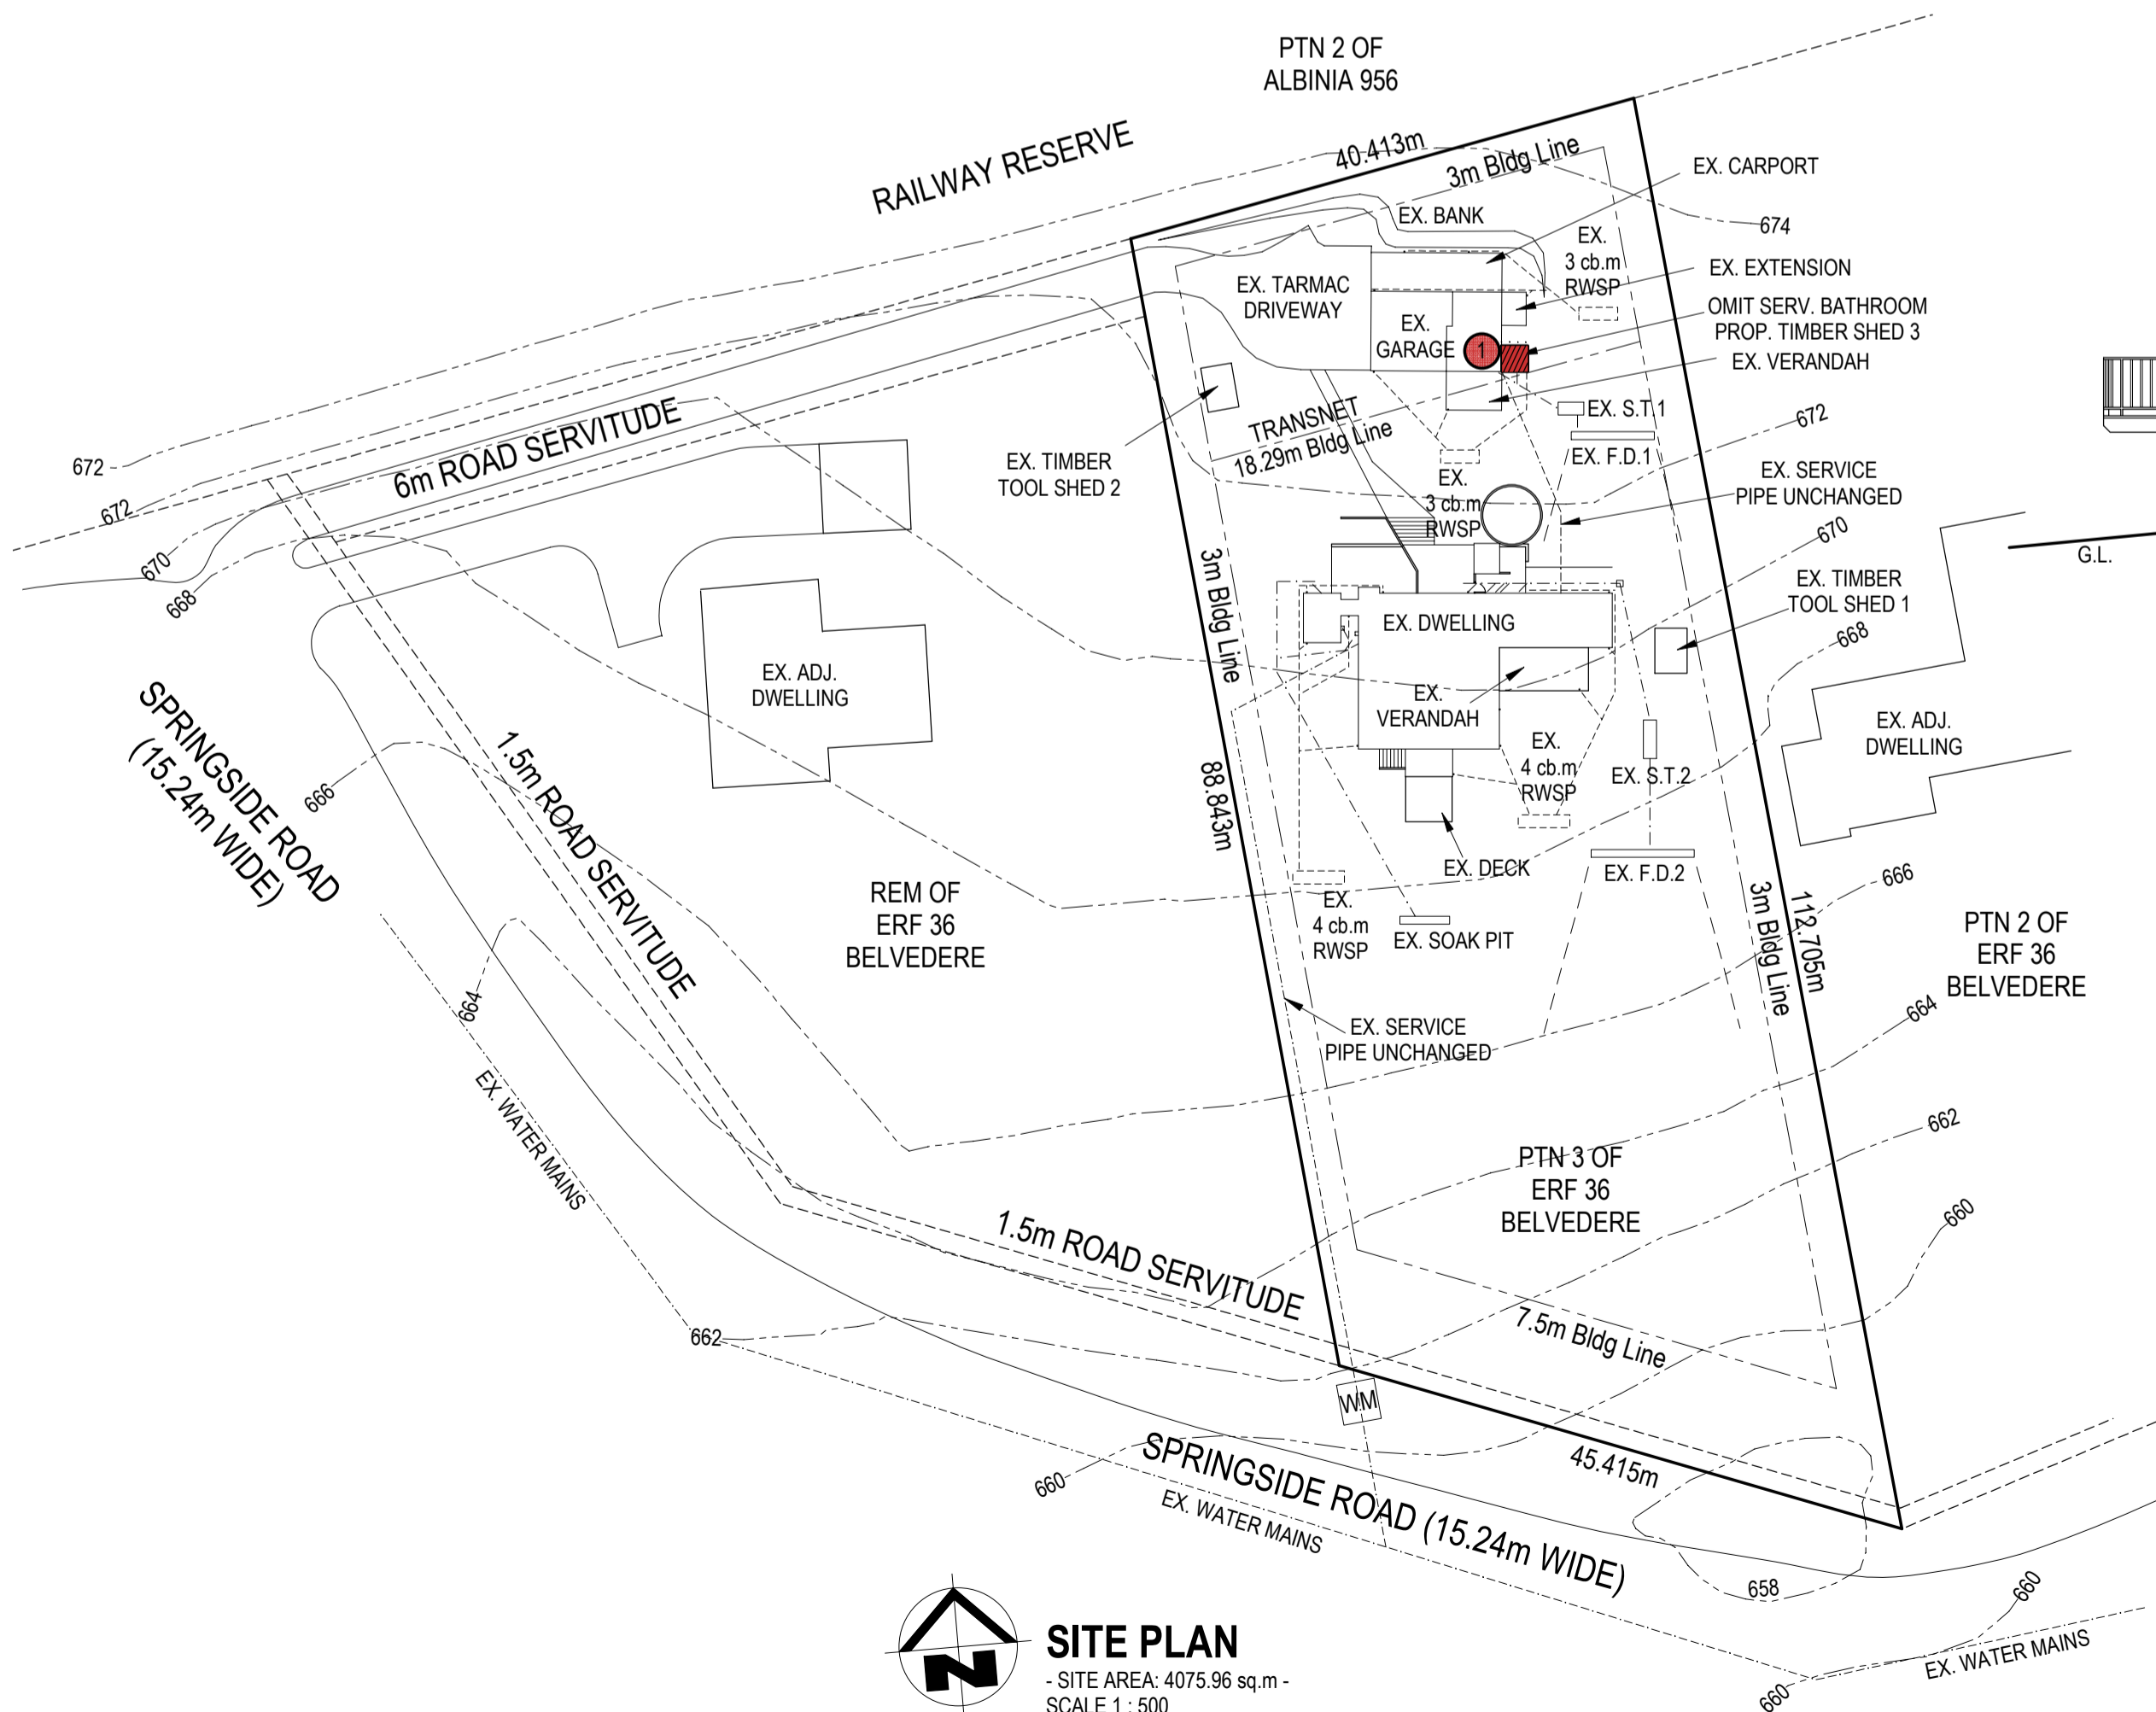 PTN 2 OF
ALBINIA 956
RAILWAY RESERVE
40.413m
3m Bldg Line
EX. CARPORT
EX. BANK
674
EX.
3 cb.m
RWSP
EX. EXTENSION
EX. TARMAC
DRIVEWAY
OMIT SERV. BATHROOM
PROP. TIMBER SHED 3
EX.
GARAGE
1
EX. VERANDAH
EX. S.T.1
672
TRANSNET
18.29m Bldg Line
6m ROAD SERVITUDE
EX. F.D.1
EX. TIMBER
TOOL SHED 2
672
672
EX.
3 cb.m
RWSP
EX. SERVICE
PIPE UNCHANGED
670
670
G.L.
668
3m Bldg Line
EX. TIMBER
TOOL SHED 1
EX. DWELLING
668
EX. ADJ.
DWELLING
EX.
VERANDAH
EX. ADJ.
DWELLING
SPRINGSIDE ROAD
(15.24m WIDE)
1.5m ROAD SERVITUDE
666
88.843m
EX.
4 cb.m
RWSP
EX. S.T.2
EX. DECK
EX. F.D.2
666
REM OF
ERF 36
BELVEDERE
EX.
4 cb.m
RWSP
EX. SOAK PIT
3m Bldg Line
112.705m
PTN 2 OF
ERF 36
BELVEDERE
664
664
EX. SERVICE
PIPE UNCHANGED
EX. WATER MAINS
662
PTN 3 OF
ERF 36
BELVEDERE
660
1.5m ROAD SERVITUDE
662
7.5m Bldg Line
WM
45.415m
660
SPRINGSIDE ROAD (15.24m WIDE)
EX. WATER MAINS
658
660
SITE PLAN
- SITE AREA: 4075.96 sq.m -
SCALE 1 : 500
N
EX. WATER MAINS
660